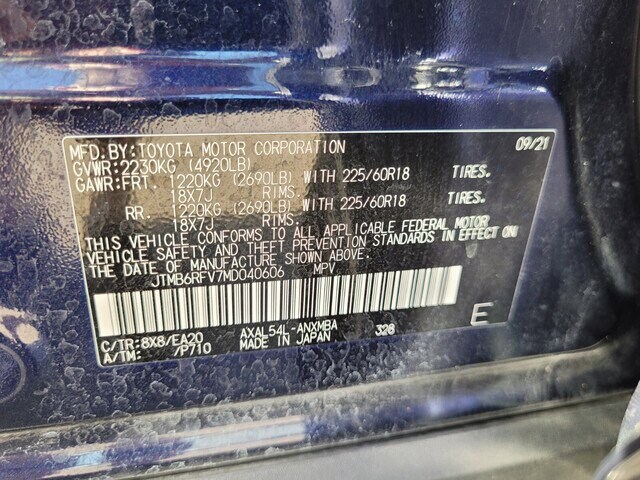 MFD.BY:TOYOTA MOTOR CORPORATION 09/21
GVWR:2230KG (4920LB)
GAWR:FRT. 1220KG (2690LB) WITH 225/60R18 TIRES.
18X7J RIMS.
RR. 1220KG (2690LB) WITH 225/60R18 TIRES.
18X7J RIMS.
THIS VEHICLE CONFORMS TO ALL APPLICABLE FEDERAL MOTOR
VEHICLE SAFETY AND THEFT PREVENTION STANDARDS IN EFFECT ON
THE DATE OF MANUFACTURE SHOWN ABOVE.
JTMB6RFV7MD040606 MPV
C/TR:8X8/EA20 AXAL54L-ANXMBA 328 E
A/TM: /P710 MADE IN JAPAN